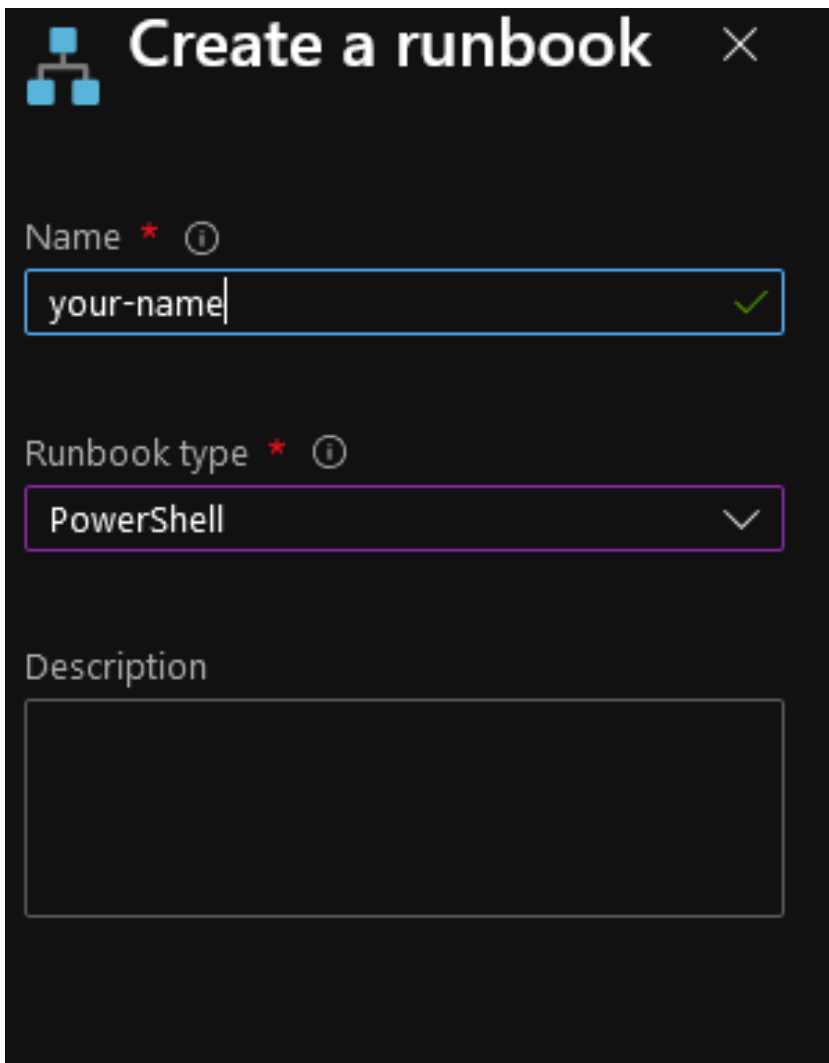 Create a runbook
Name *
your-name
Runbook type *
PowerShell
Description